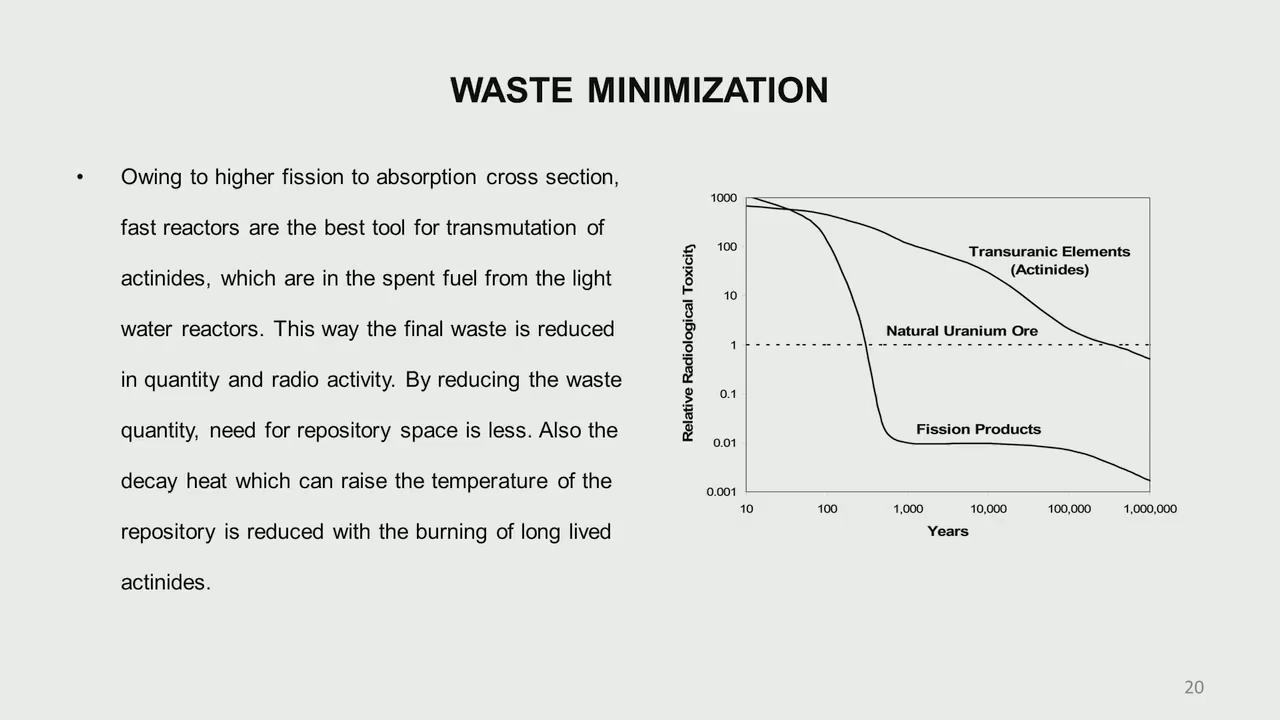 WASTE MINIMIZATION
• Owing to higher fission to absorption cross section,
fast reactors are the best tool for transmutation of
actinides, which are in the spent fuel from the light
water reactors. This way the final waste is reduced
in quantity and radio activity. By reducing the waste
quantity, need for repository space is less. Also the
decay heat which can raise the temperature of the
repository is reduced with the burning of long lived
actinides.
Relative Radiological Toxicity
1000
100
10
1
0.1
0.01
0.001
Transuranic Elements
(Actinides)
Natural Uranium Ore
Fission Products
10 100 1,000 10,000 100,000 1,000,000
Years
20